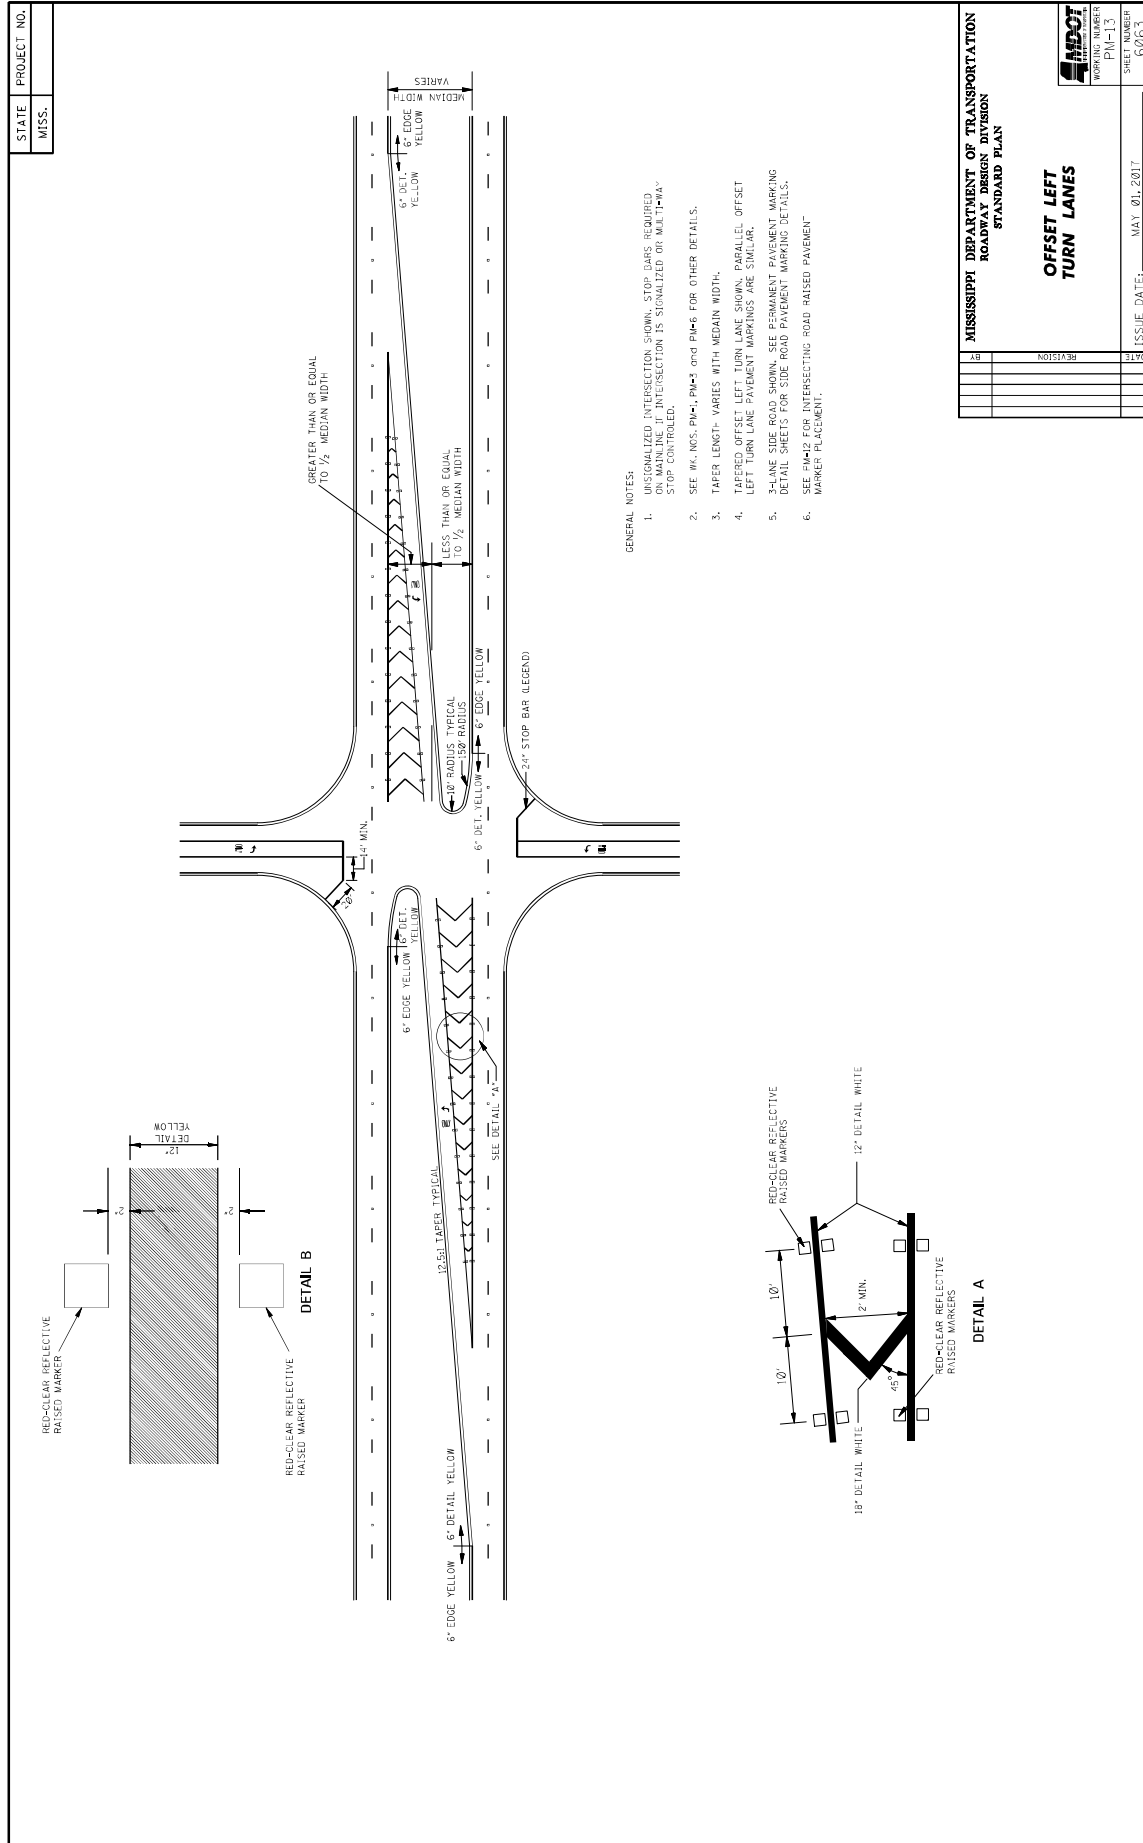 STATE PROJECT NO.
MISS.
RED-CLEAR REFLECTIVE
RAISED MARKER
2"
12"
DETAIL
YELLOW
2"
RED-CLEAR REFLECTIVE
RAISED MARKER
DETAIL B
MEDIAN WIDTH
VARIES
6" DET.
YELLOW
6" EDGE
YELLOW
GREATER THAN OR EQUAL
TO 1/2 MEDIAN WIDTH
LESS THAN OR EQUAL
TO 1/2 MEDIAN WIDTH
ONLY
ONLY
ONLY
ONLY
14' MIN.
20'
10' RADIUS TYPICAL
150' RADIUS
6" DET. YELLOW
6" EDGE YELLOW
24" STOP BAR (LEGEND)
6" EDGE YELLOW
6" DET.
YELLOW
SEE DETAIL "A"
12.5:1 TAPER TYPICAL
6" EDGE YELLOW
6" DETAIL YELLOW
GENERAL NOTES:
1. UNSIGNALIZED INTERSECTION SHOWN. STOP BARS REQUIRED
ON MAINLINE IF INTERSECTION IS SIGNALIZED OR MULTI-WAY
STOP CONTROLED.
2. SEE WK. NOS. PM-1, PM-3 and PM-6 FOR OTHER DETAILS.
3. TAPER LENGTH VARIES WITH MEDAIN WIDTH.
4. TAPERED OFFSET LEFT TURN LANE SHOWN. PARALLEL OFFSET
LEFT TURN LANE PAVEMENT MARKINGS ARE SIMILAR.
5. 3-LANE SIDE ROAD SHOWN. SEE PERMANENT PAVEMENT MARKING
DETAIL SHEETS FOR SIDE ROAD PAVEMENT MARKING DETAILS.
6. SEE PM-12 FOR INTERSECTING ROAD RAISED PAVEMENT
MARKER PLACEMENT.
RED-CLEAR REFLECTIVE
RAISED MARKERS
12" DETAIL WHITE
10'
10'
2' MIN.
45°
18" DETAIL WHITE
RED-CLEAR REFLECTIVE
RAISED MARKERS
DETAIL A
BY
REVISION
DATE
MISSISSIPPI DEPARTMENT OF TRANSPORTATION
ROADWAY DESIGN DIVISION
STANDARD PLAN
OFFSET LEFT
TURN LANES
ISSUE DATE: MAY 01, 2017
MDOT
WORKING NUMBER
PM-13
SHEET NUMBER
6063